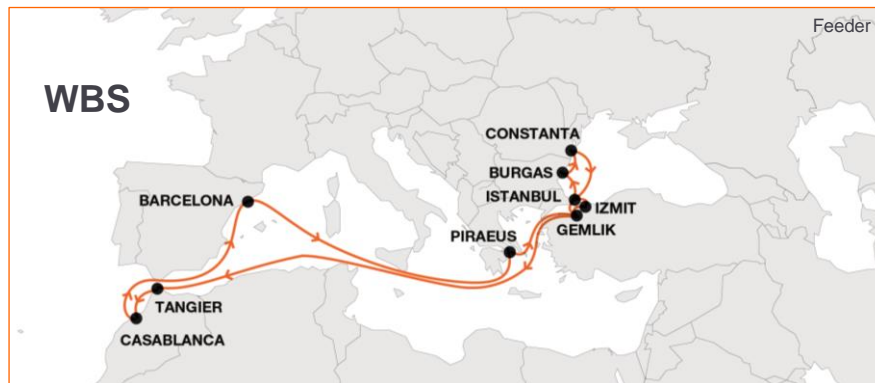 Feeder
WBS
CONSTANTA
BURGAS
ISTANBUL
IZMIT
BARCELONA
GEMLIK
PIRAEUS
TANGIER
CASABLANCA